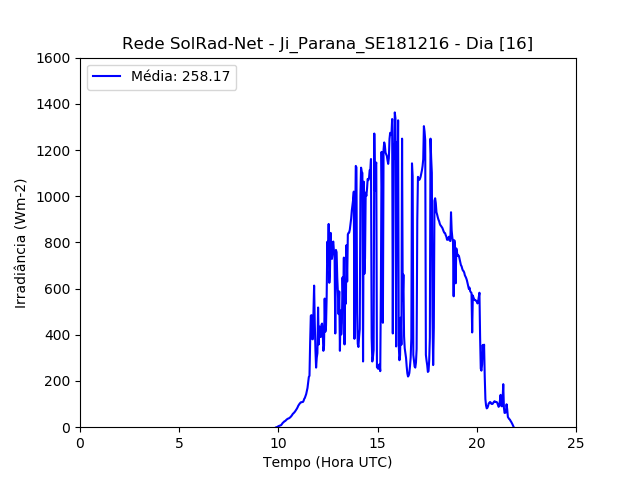 Rede SolRad-Net - Ji_Parana_SE181216 - Dia [16]
Média: 258.17
Irradiância (Wm-2)
1600
1400
1200
1000
800
600
400
200
0
0 5 10 15 20 25
Tempo (Hora UTC)